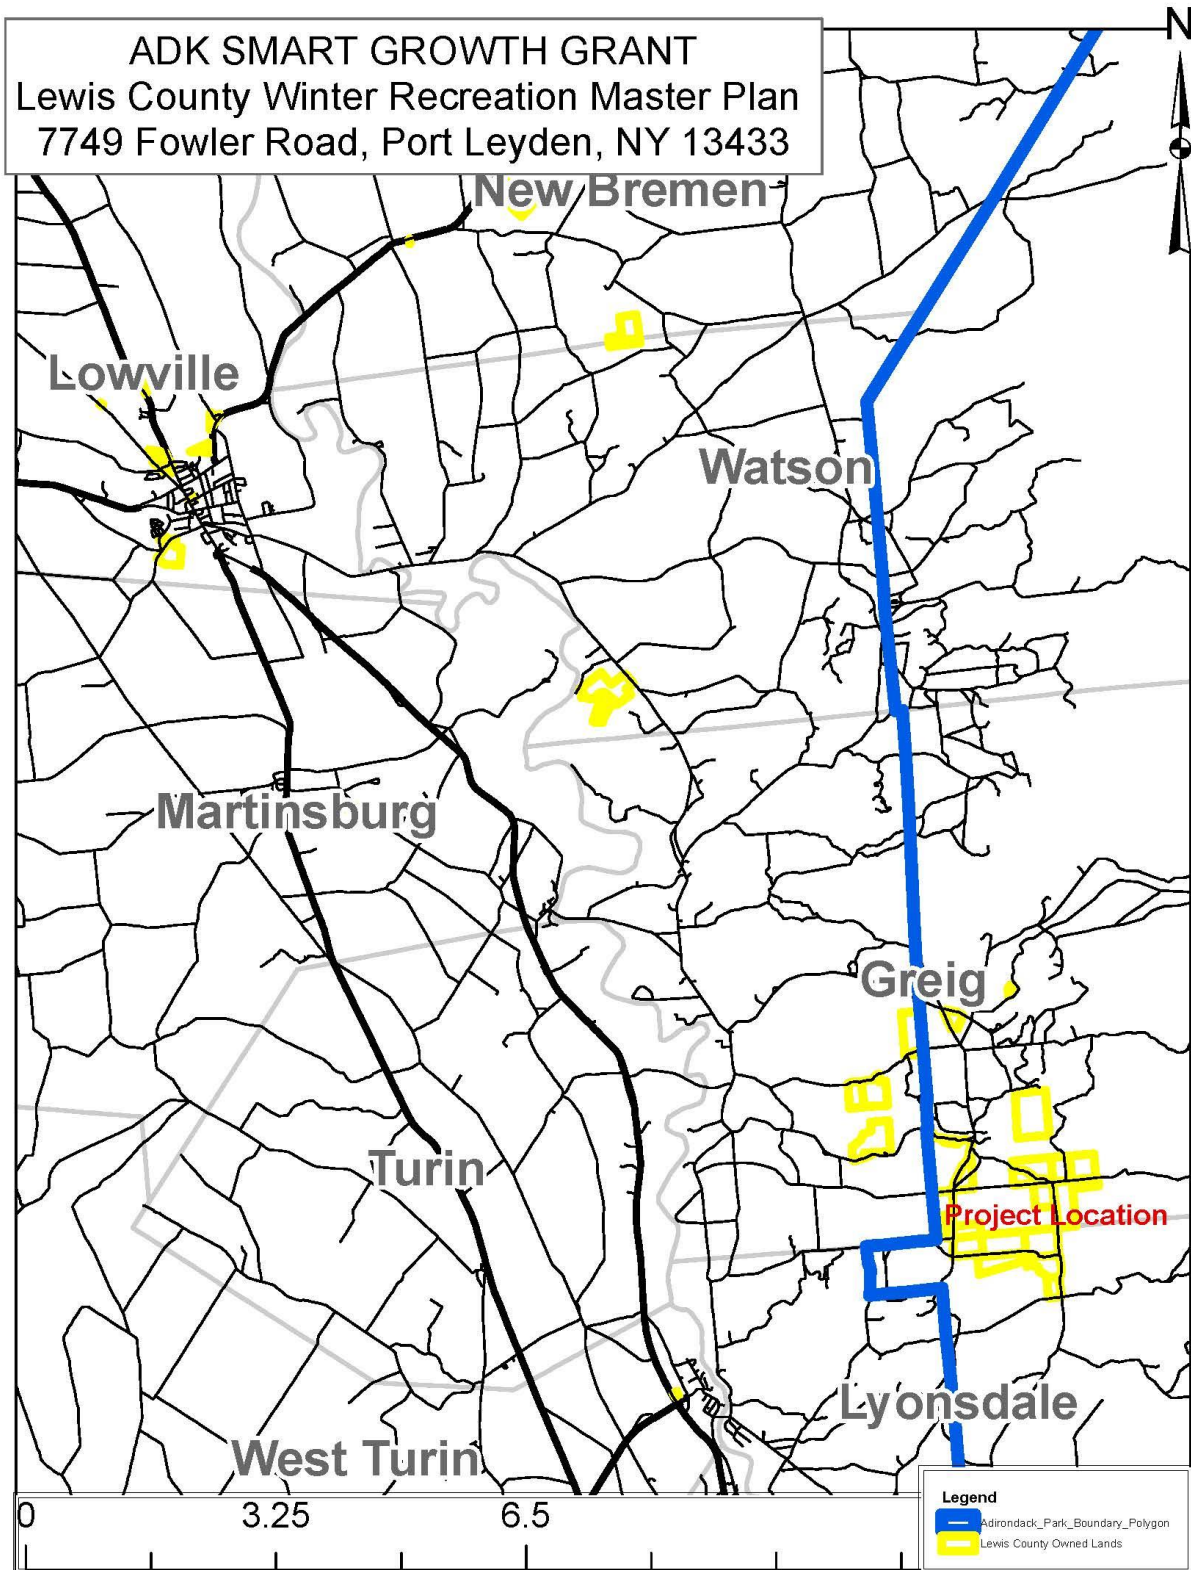 ADK SMART GROWTH GRANT
Lewis County Winter Recreation Master Plan
7749 Fowler Road, Port Leyden, NY 13433
N
New Bremen
Lowville
Watson
Martinsburg
Greig
Turin
Project Location
Lyonsdale
West Turin
0 3.25 6.5
Legend
Adirondack_Park_Boundary_Polygon
Lewis County Owned Lands